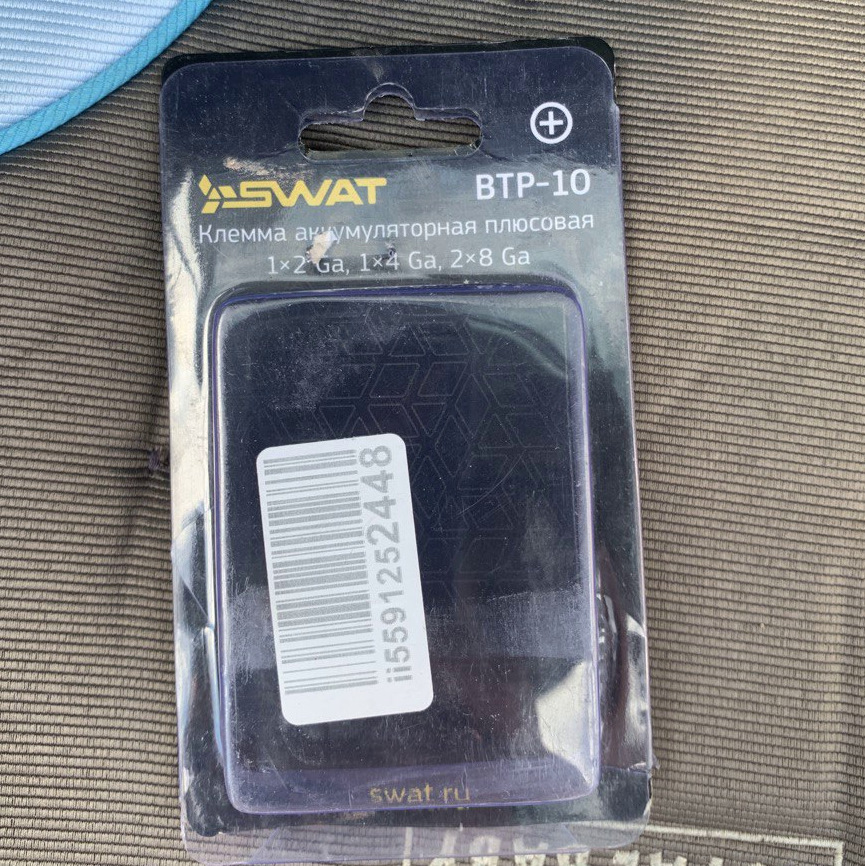 SWAT
BTP-10
Клемма аккумуляторная плюсовая
1×2 Ga, 1×4 Ga, 2×8 Ga
ii5591252448
swat.ru